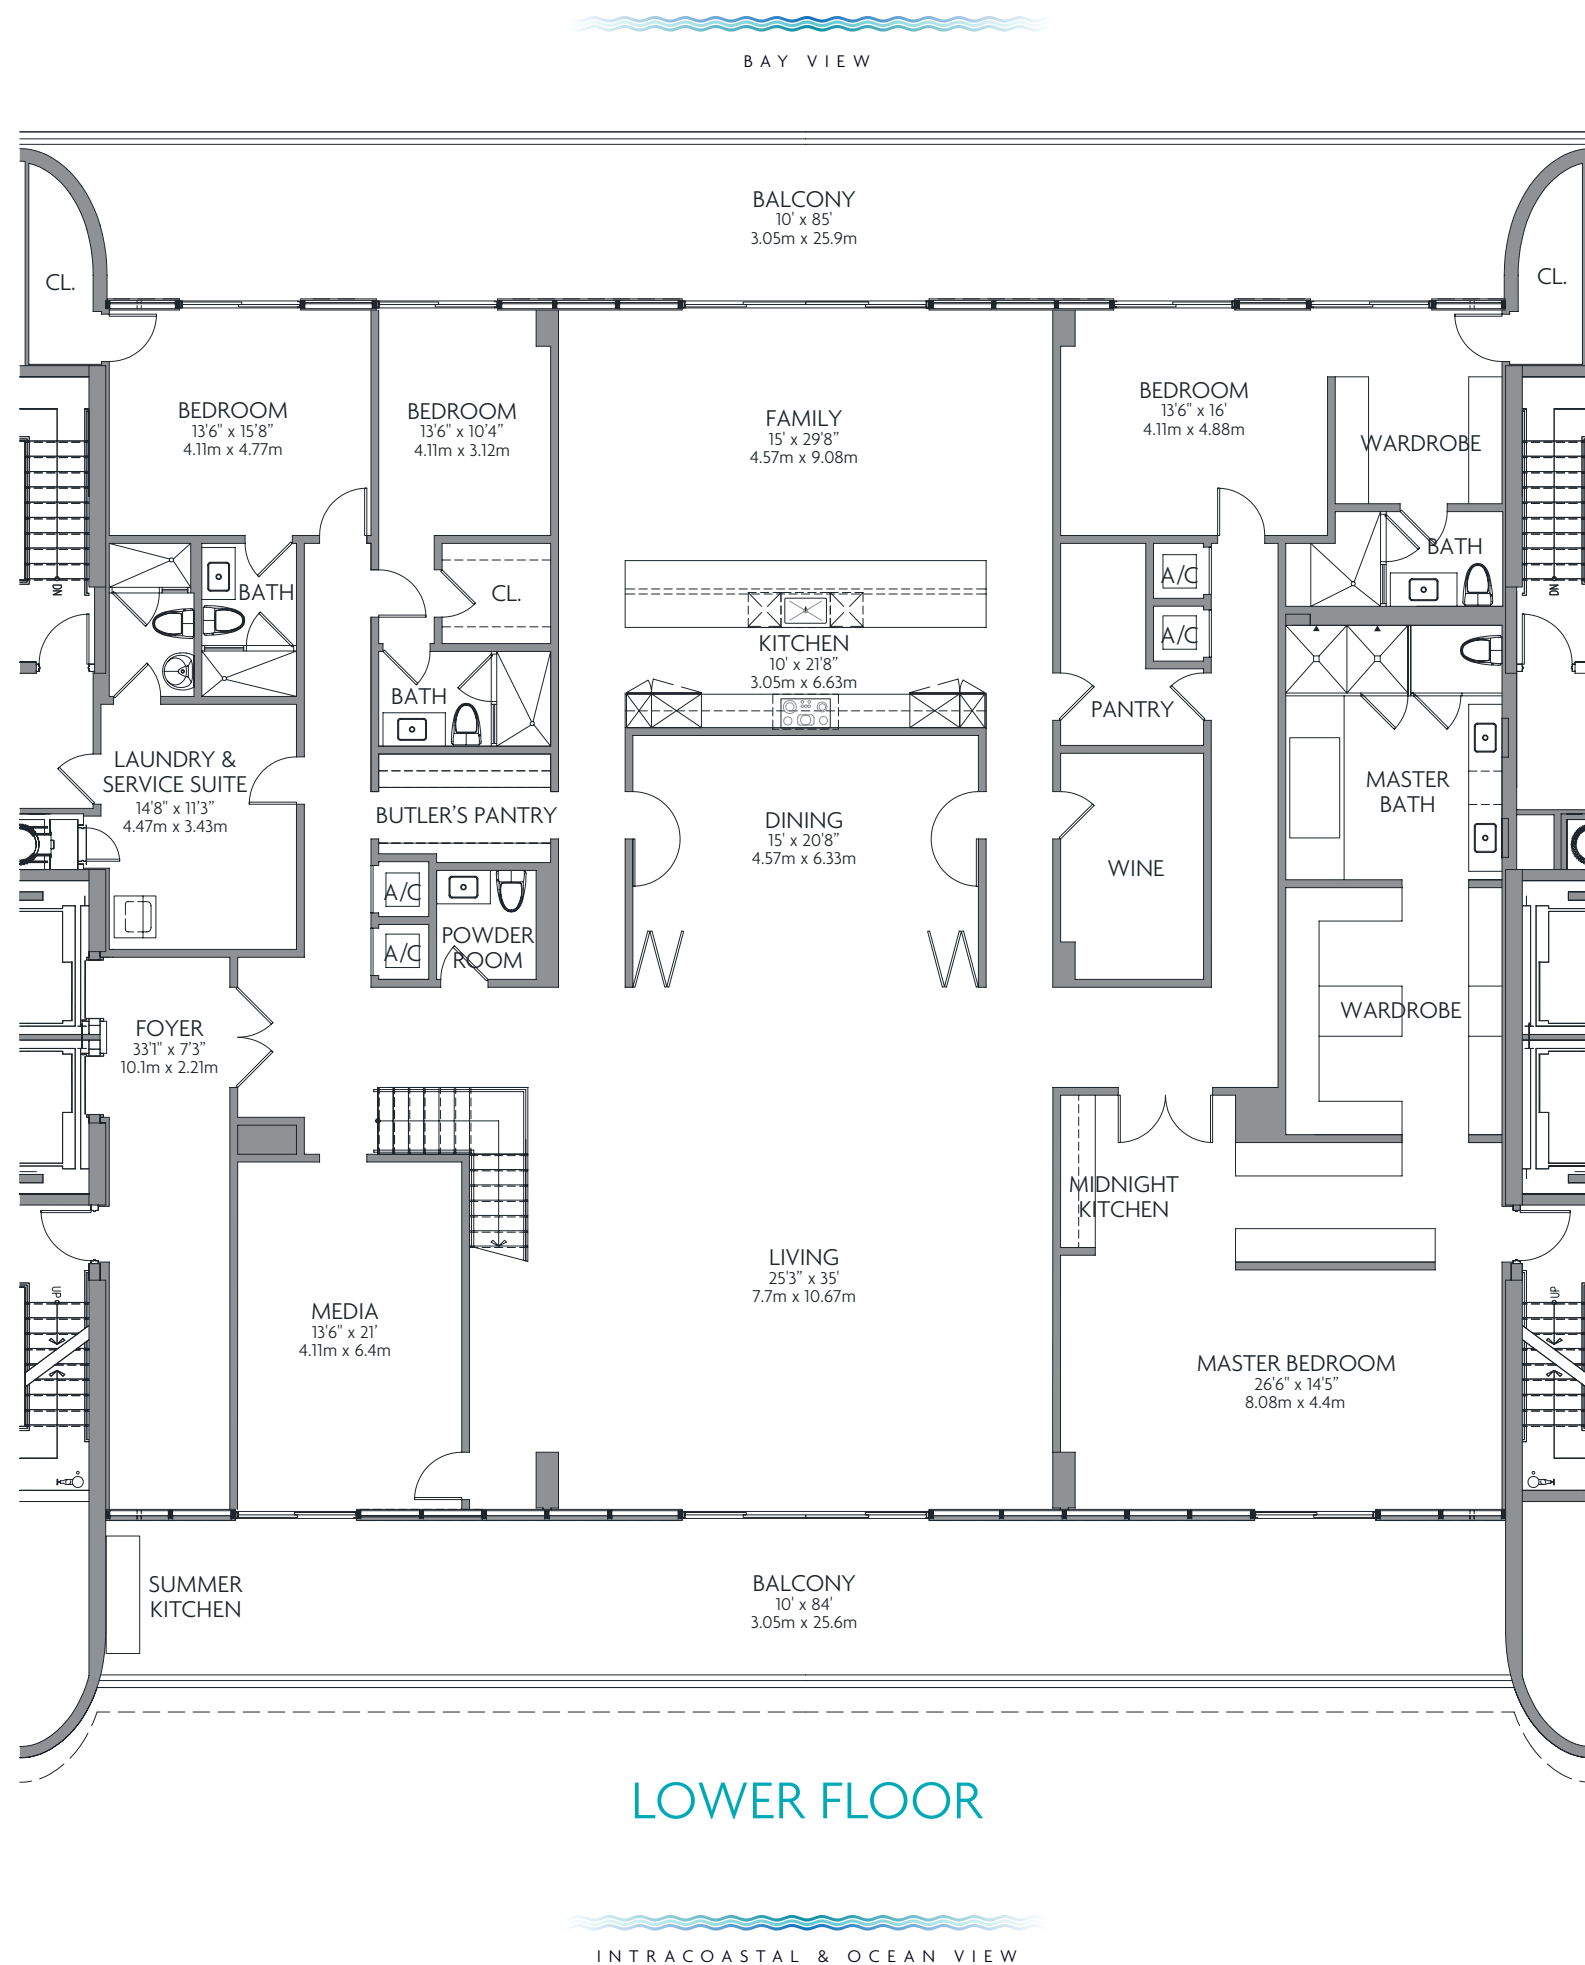 BAY VIEW
BALCONY
10' x 85'
3.05m x 25.9m
CL.
CL.
BEDROOM
13'6" x 15'8”
4.11m x 4.77m
BEDROOM
13'6" x 10'4”
4.11m x 3.12m
FAMILY
15' x 29'8”
4.57m x 9.08m
BEDROOM
13'6" x 16'
4.11m x 4.88m
WARDROBE
DN
BATH
CL.
A/C
A/C
BATH
DN
KITCHEN
10' x 21'8”
3.05m x 6.63m
BATH
PANTRY
LAUNDRY &
SERVICE SUITE
14'8" x 11'3”
4.47m x 3.43m
BUTLER’S PANTRY
DINING
15' x 20'8”
4.57m x 6.33m
MASTER
BATH
WINE
A/C
A/C
POWDER
ROOM
FOYER
33'1" x 7'3”
10.1m x 2.21m
WARDROBE
MIDNIGHT
KITCHEN
LIVING
25'3” x 35'
7.7m x 10.67m
UP
MEDIA
13'6" x 21’
4.11m x 6.4m
UP
MASTER BEDROOM
26'6" x 14'5”
8.08m x 4.4m
SUMMER
KITCHEN
BALCONY
10' x 84'
3.05m x 25.6m
LOWER FLOOR
INTRACOASTAL & OCEAN VIEW